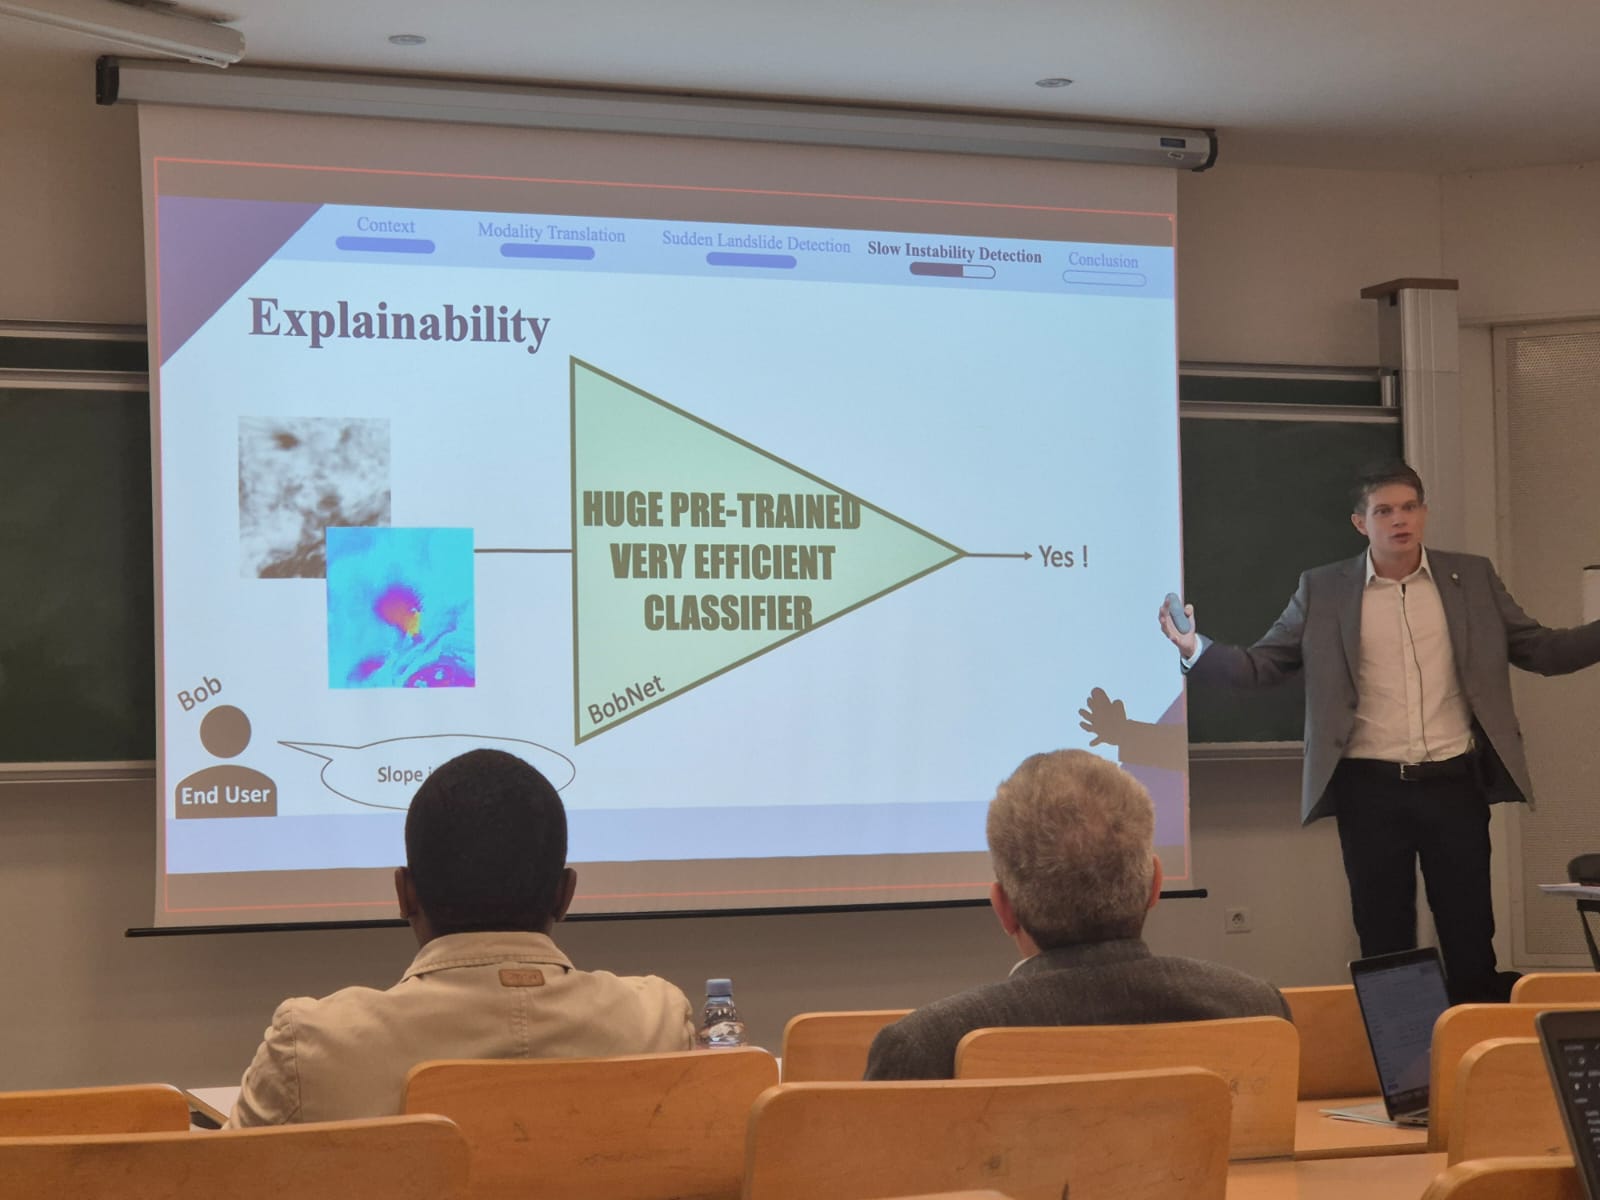 Context
Modality Translation
Sudden Landslide Detection
Slow Instability Detection
Conclusion
Explainability
HUGE PRE-TRAINED
VERY EFFICIENT
CLASSIFIER
Yes !
BobNet
Bob
Slope
End User